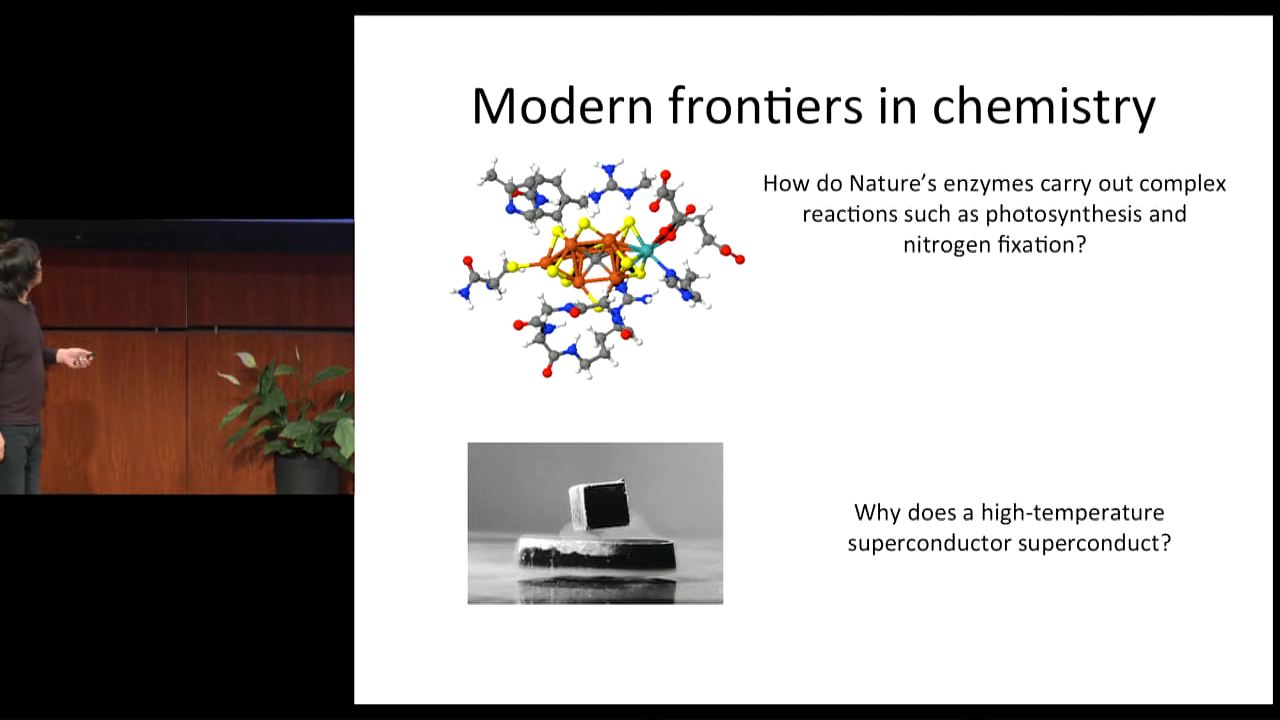 Modern frontiers in chemistry
How do Nature's enzymes carry out complex
reactions such as photosynthesis and
nitrogen fixation?
Why does a high-temperature
superconductor superconduct?